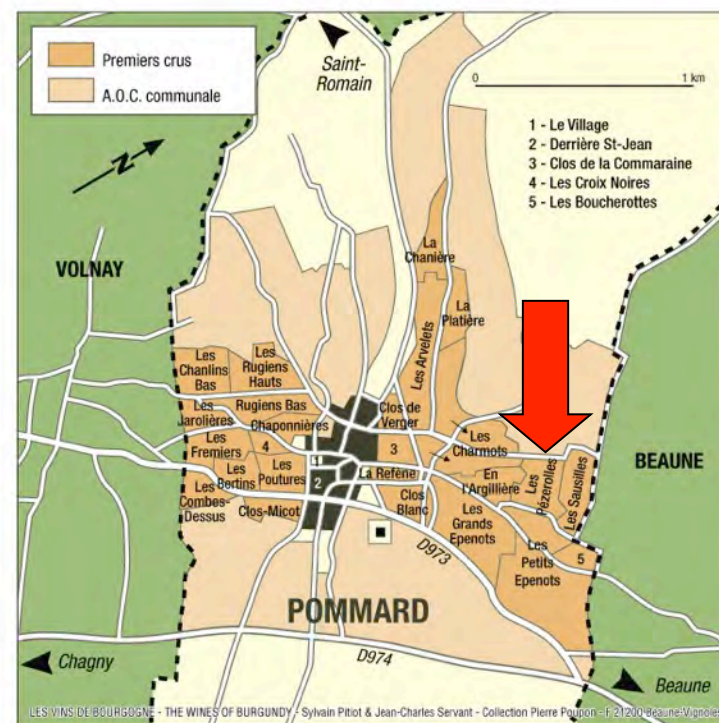 Premiers crus
A.O.C. communale
Saint-
Romain
0
1 km
1 - Le Village
2 - Derrière St-Jean
3 - Clos de la Commaraine
4 - Les Croix Noires
5 - Les Boucherottes
N
VOLNAY
La
Chanière
La
Platière
Les Arvelets
Les
Chanlins
Bas
Les
Rugiens
Hauts
Les
Jarolières
Rugiens Bas
Chaponnières
Clos de
Verger
Les
Charmots
Les
Fremiers
4
1
3
BEAUNE
Les
Bertins
Les
Poutures
2
La Refène
En
l'Argillière
Les
Pézerolles
Les Sausilles
Les
Combes-
Dessus
Clos-Micot
Clos
Blanc
Les Grands
Epenots
Les
Petits
Epenots
5
D973
POMMARD
D974
Chagny
Beaune
LES VINS DE BOURGOGNE - THE WINES OF BURGUNDY - Sylvain Pitiot & Jean-Charles Servant - Collection Pierre Poupon - F 21200 Beaune-Vignoles